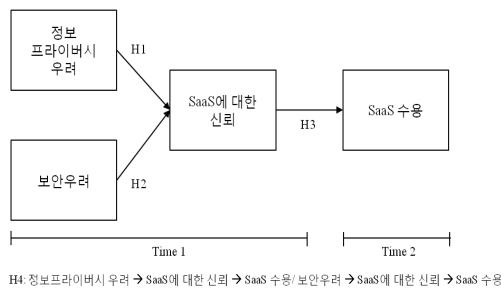 정보
프라이버시
우려
H1
SaaS에 대한
신뢰
H3
SaaS 수용
보안우려
H2
Time 1
Time 2
H4: 정보프라이버시 우려 → SaaS에 대한 신뢰 → SaaS 수용/ 보안우려 → SaaS에 대한 신뢰 → SaaS 수용